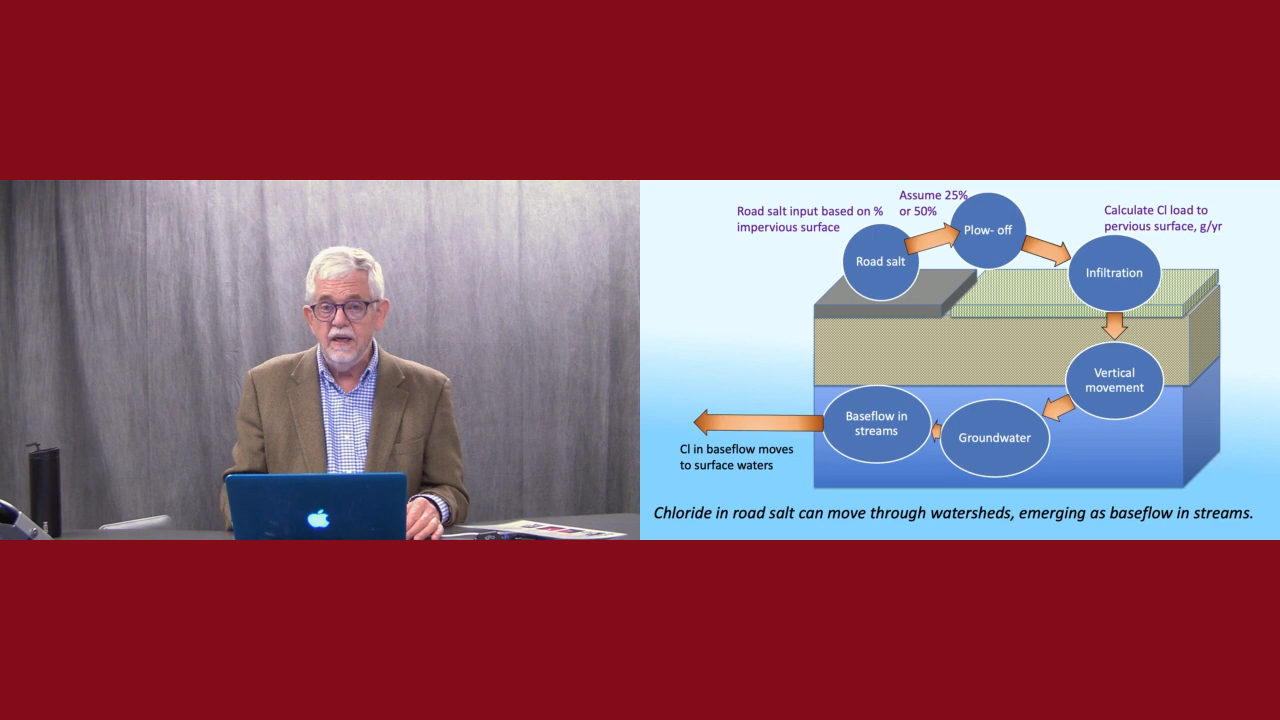 Road salt input based on %
impervious surface
Assume 25%
or 50%
Plow- off
Calculate Cl load to
pervious surface, g/yr
Road salt
Infiltration
Vertical
movement
Baseflow in
streams
Groundwater
Cl in baseflow moves
to surface waters
Chloride in road salt can move through watersheds, emerging as baseflow in streams.